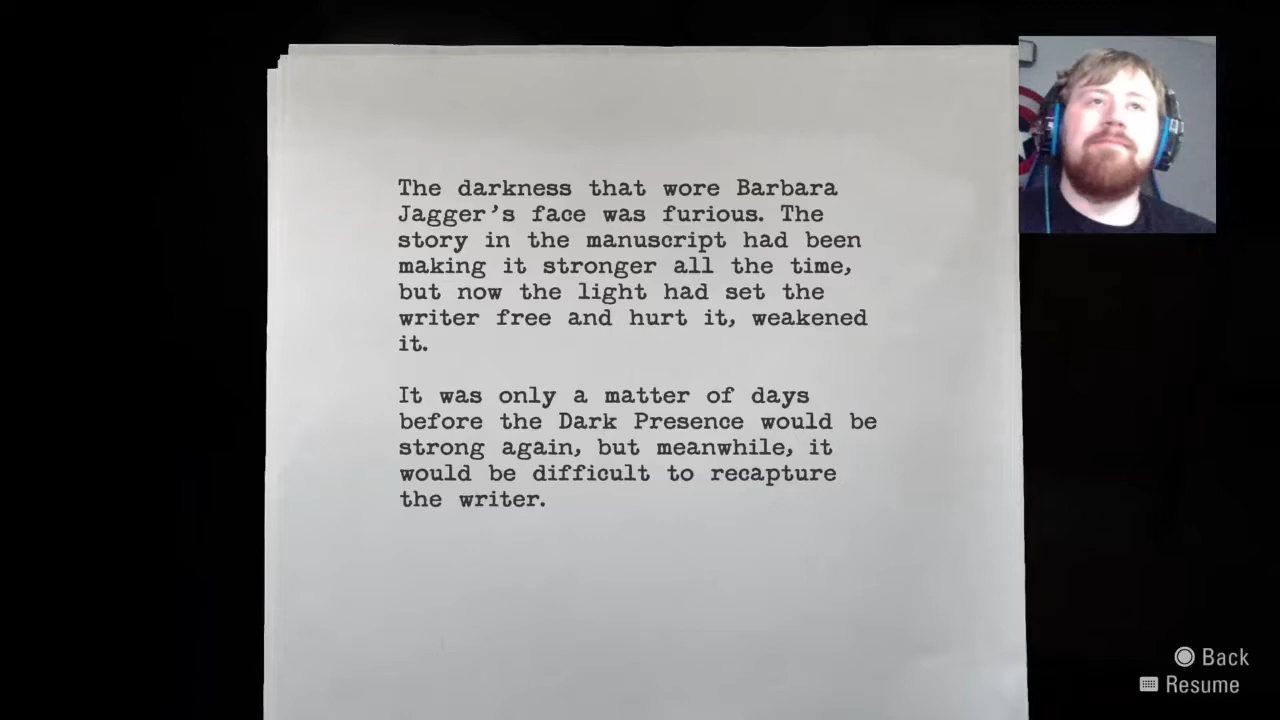 The darkness that wore Barbara
Jagger's face was furious. The
story in the manuscript had been
making it stronger all the time,
but now the light had set the
writer free and hurt it, weakened
it.
It was only a matter of days
before the Dark Presence would be
strong again, but meanwhile, it
would be difficult to recapture
the writer.
Back
Resume